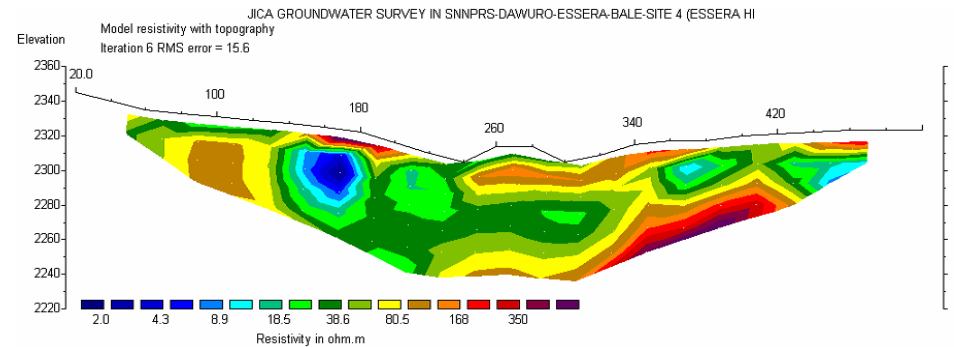 JICA GROUNDWATER SURVEY IN SNNPRS-DAWURO-ESSERA-BALE-SITE 4 (ESSERA HI
Model resistivity with topography
Elevation
Iteration 6 RMS error = 15.6
2360
20.0
2340
100
180
420
2320
260
340
2300
2280
2260
2240
2220
2.0 4.3 8.9 18.5 38.6 80.5 168 350
Resistivity in ohm.m